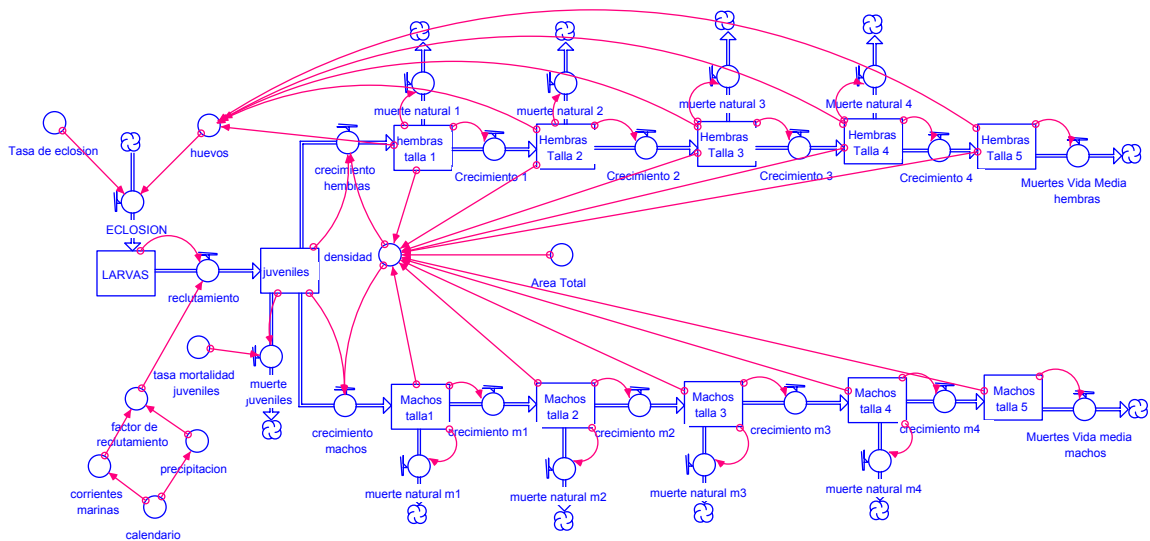 muerte natural 1
muerte natural 2
muerte natural 3
Muerte natural 4
Tasa de eclosion
huevos
Hembras
talla 1
Hembras
Talla 2
Hembras
Talla 3
Hembras
Talla 4
Hembras
Talla 5
crecimiento
hembras
Crecimiento 1
Crecimiento 2
Crecimiento 3
Crecimiento 4
Muertes Vida Media
hembras
ECLOSION
LARVAS
reclutamiento
juveniles
densidad
Area Total
tasa mortalidad
juveniles
muerte
juveniles
factor de
reclutamiento
precipitacion
corrientes
marinas
calendario
crecimiento
machos
Machos
talla1
Machos
talla 2
Machos
talla 3
Machos
talla 4
Machos
talla 5
crecimiento m1
crecimiento m2
crecimiento m3
crecimiento m4
Muertes Vida media
machos
muerte natural m1
muerte natural m2
muerte natural m3
muerte natural m4